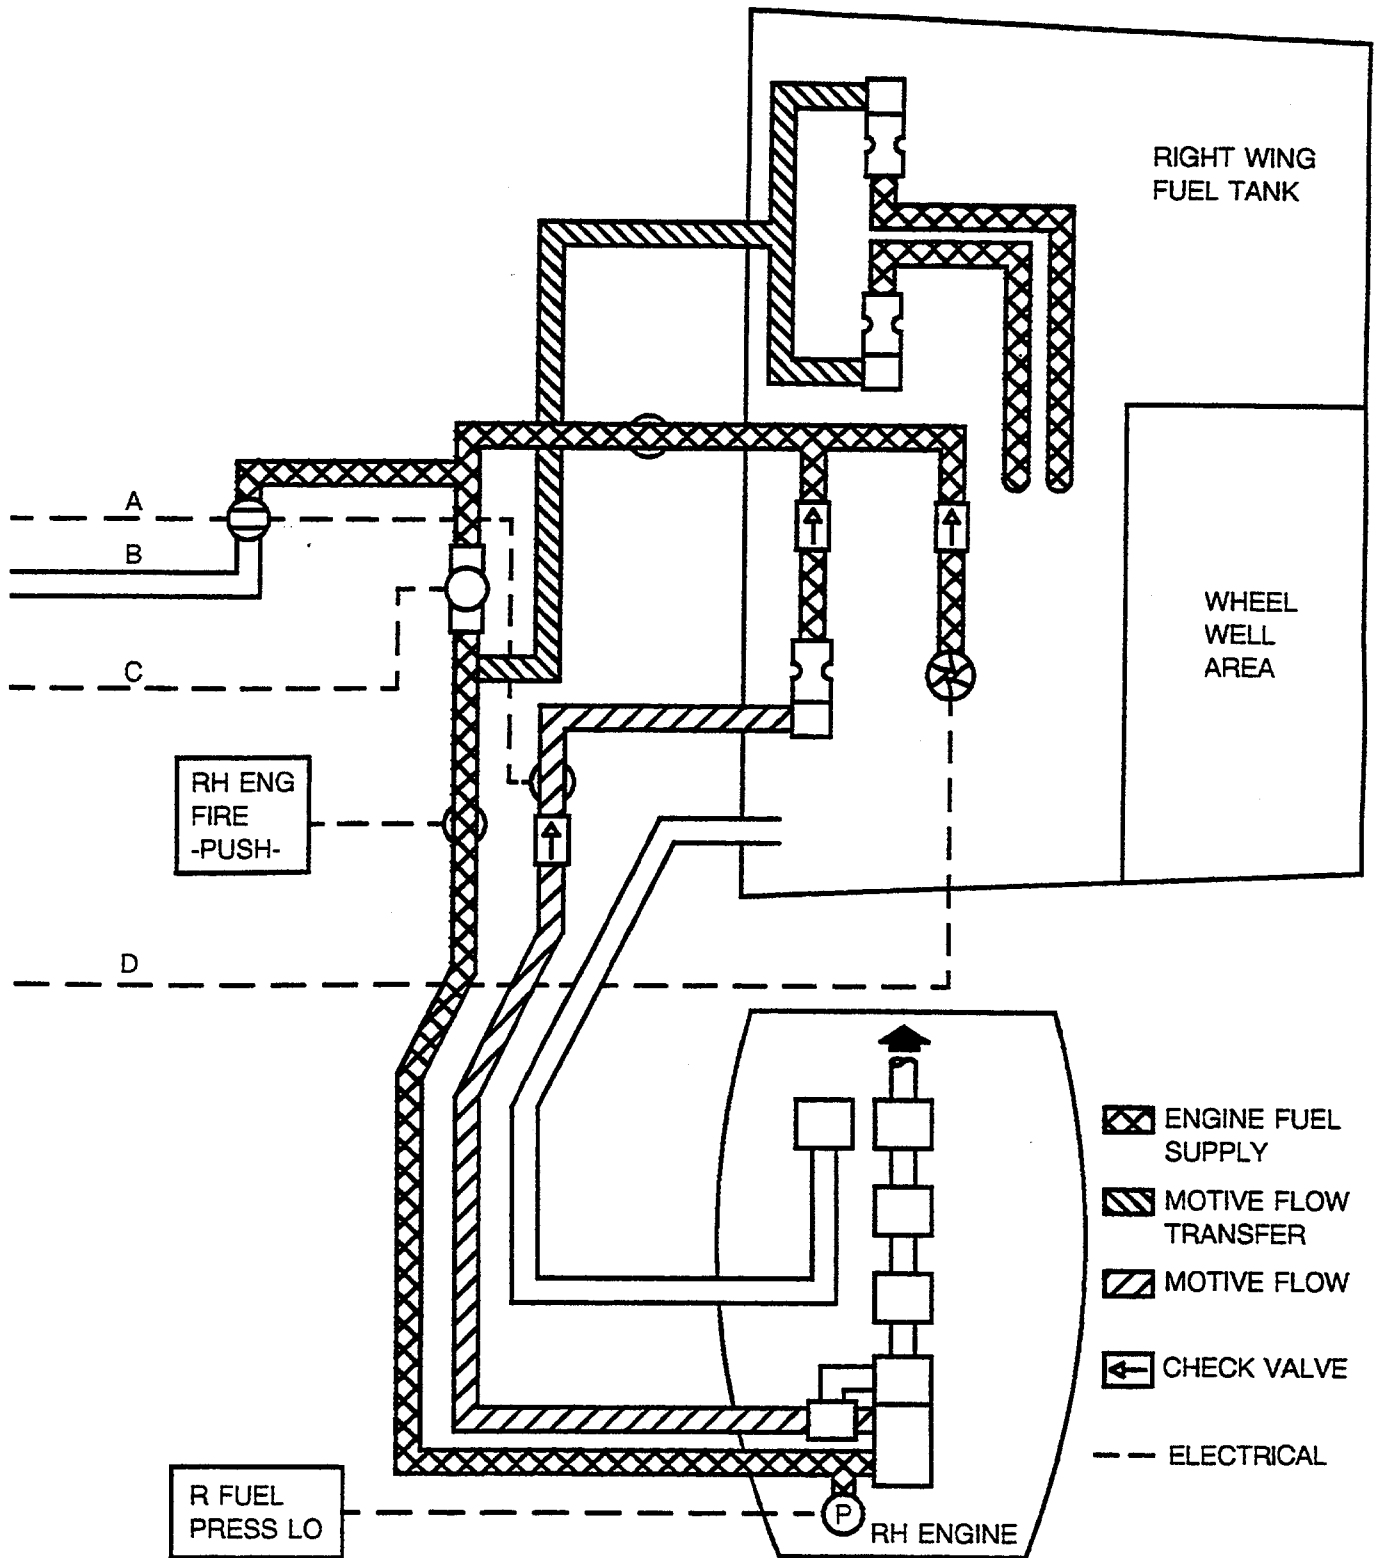 RIGHT WING
FUEL TANK
A
B
C
WHEEL
WELL
AREA
RH ENG
FIRE
-PUSH-
D
ENGINE FUEL
SUPPLY
MOTIVE FLOW
TRANSFER
MOTIVE FLOW
CHECK VALVE
ELECTRICAL
R FUEL
PRESS LO
P
RH ENGINE